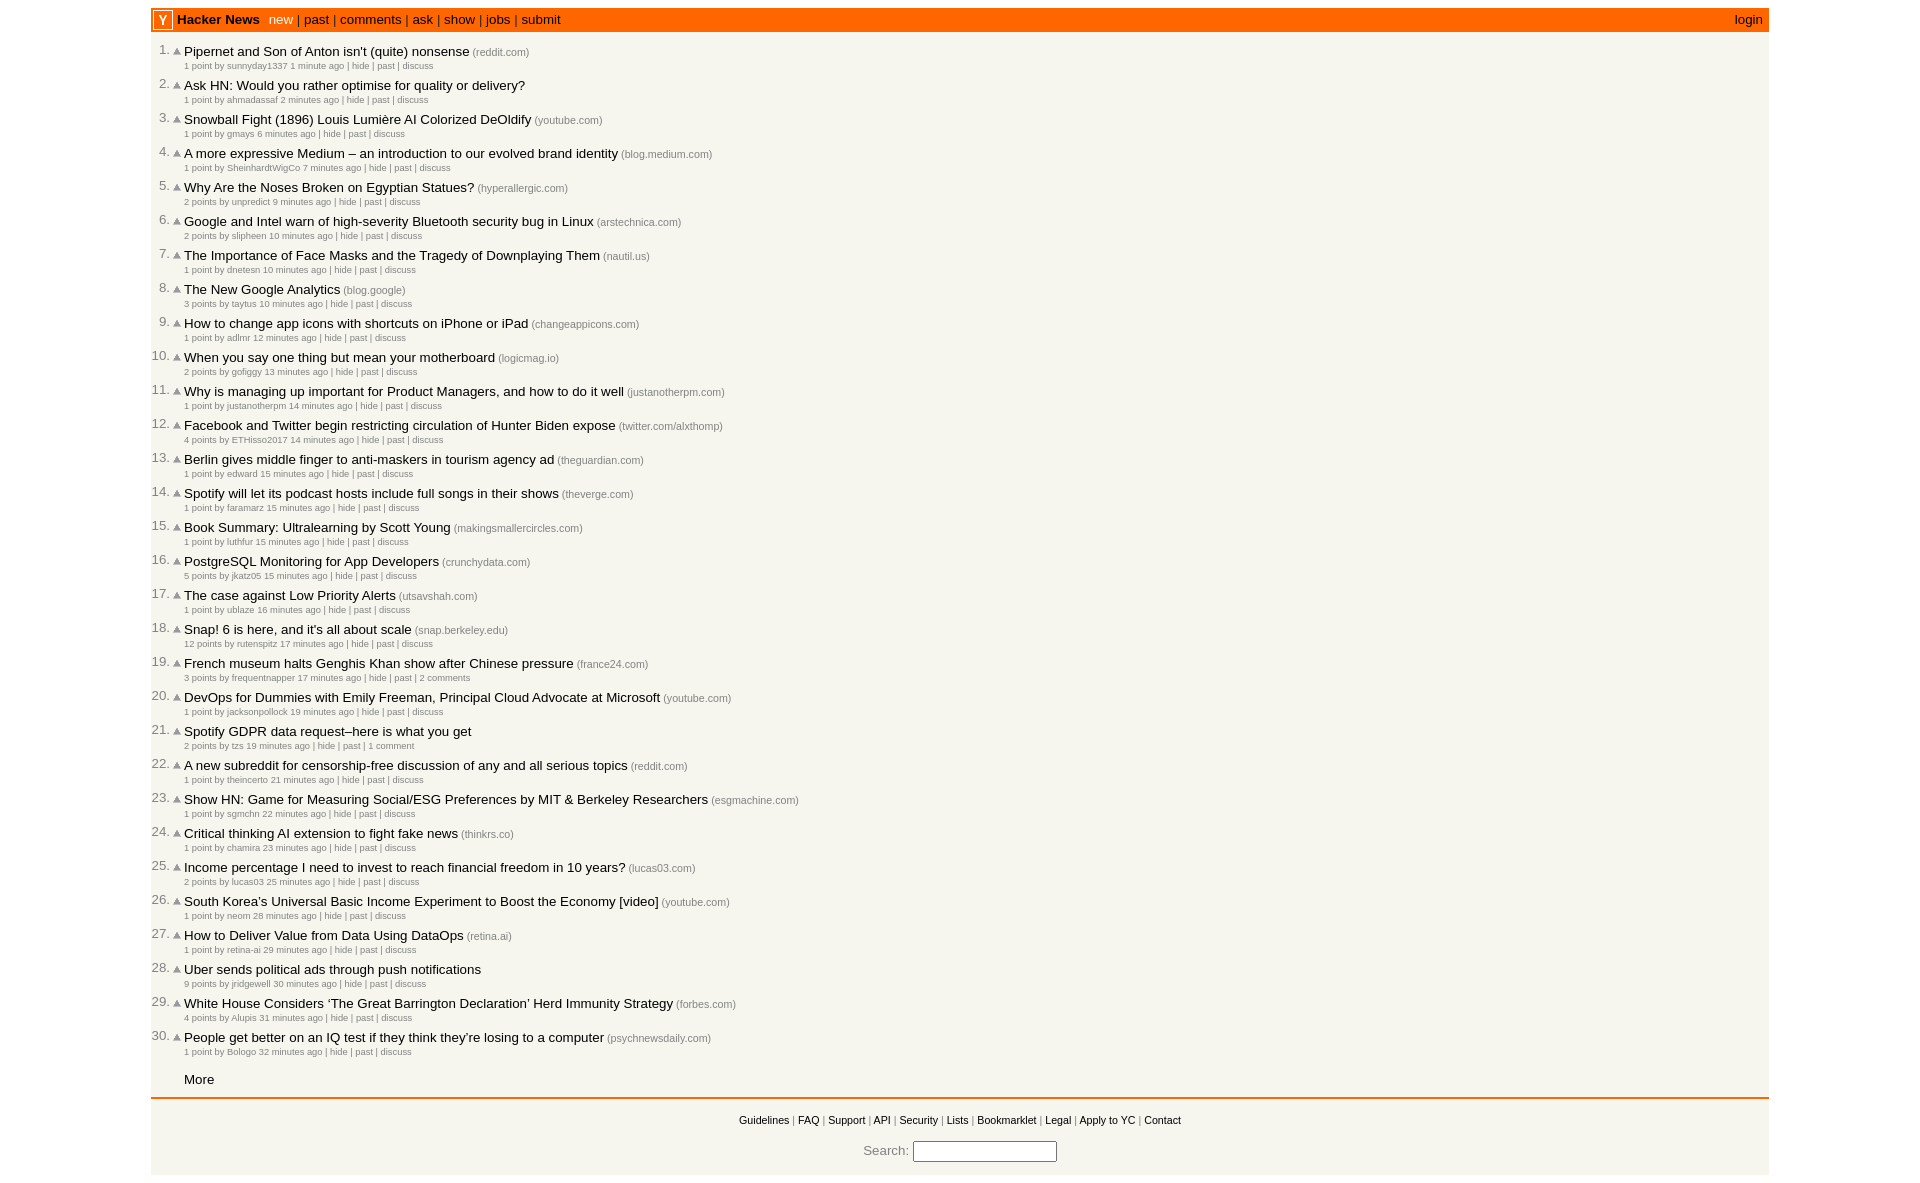 Y Hacker News new | past | comments | ask | show | jobs | submit login
1. Pipernet and Son of Anton isn't (quite) nonsense (reddit.com)
1 point by sunnyday1337 1 minute ago | hide | past | discuss
2. Ask HN: Would you rather optimise for quality or delivery?
1 point by ahmadassaf 2 minutes ago | hide | past | discuss
3. Snowball Fight (1896) Louis Lumière AI Colorized DeOldify (youtube.com)
1 point by gmays 6 minutes ago | hide | past | discuss
4. A more expressive Medium – an introduction to our evolved brand identity (blog.medium.com)
1 point by SheinhardtWigCo 7 minutes ago | hide | past | discuss
5. Why Are the Noses Broken on Egyptian Statues? (hyperallergic.com)
2 points by unpredict 9 minutes ago | hide | past | discuss
6. Google and Intel warn of high-severity Bluetooth security bug in Linux (arstechnica.com)
2 points by slipheen 10 minutes ago | hide | past | discuss
7. The Importance of Face Masks and the Tragedy of Downplaying Them (nautil.us)
1 point by dnetesn 10 minutes ago | hide | past | discuss
8. The New Google Analytics (blog.google)
3 points by taytus 10 minutes ago | hide | past | discuss
9. How to change app icons with shortcuts on iPhone or iPad (changeappicons.com)
1 point by adlmr 12 minutes ago | hide | past | discuss
10. When you say one thing but mean your motherboard (logicmag.io)
2 points by gofiggy 13 minutes ago | hide | past | discuss
11. Why is managing up important for Product Managers, and how to do it well (justanotherpm.com)
1 point by justanotherpm 14 minutes ago | hide | past | discuss
12. Facebook and Twitter begin restricting circulation of Hunter Biden expose (twitter.com/alxthomp)
4 points by ETHisso2017 14 minutes ago | hide | past | discuss
13. Berlin gives middle finger to anti-maskers in tourism agency ad (theguardian.com)
1 point by edward 15 minutes ago | hide | past | discuss
14. Spotify will let its podcast hosts include full songs in their shows (theverge.com)
1 point by faramarz 15 minutes ago | hide | past | discuss
15. Book Summary: Ultralearning by Scott Young (makingsmallercircles.com)
1 point by luthfur 15 minutes ago | hide | past | discuss
16. PostgreSQL Monitoring for App Developers (crunchydata.com)
5 points by jkatz05 15 minutes ago | hide | past | discuss
17. The case against Low Priority Alerts (utsavshah.com)
1 point by ublaze 16 minutes ago | hide | past | discuss
18. Snap! 6 is here, and it's all about scale (snap.berkeley.edu)
12 points by rutenspitz 17 minutes ago | hide | past | discuss
19. French museum halts Genghis Khan show after Chinese pressure (france24.com)
3 points by frequentnapper 17 minutes ago | hide | past | 2 comments
20. DevOps for Dummies with Emily Freeman, Principal Cloud Advocate at Microsoft (youtube.com)
1 point by jacksonpollock 19 minutes ago | hide | past | discuss
21. Spotify GDPR data request–here is what you get
2 points by tzs 19 minutes ago | hide | past | 1 comment
22. A new subreddit for censorship-free discussion of any and all serious topics (reddit.com)
1 point by theincerto 21 minutes ago | hide | past | discuss
23. Show HN: Game for Measuring Social/ESG Preferences by MIT & Berkeley Researchers (esgmachine.com)
1 point by sgmchn 22 minutes ago | hide | past | discuss
24. Critical thinking AI extension to fight fake news (thinkrs.co)
1 point by chamira 23 minutes ago | hide | past | discuss
25. Income percentage I need to invest to reach financial freedom in 10 years? (lucas03.com)
2 points by lucas03 25 minutes ago | hide | past | discuss
26. South Korea’s Universal Basic Income Experiment to Boost the Economy [video] (youtube.com)
1 point by neom 28 minutes ago | hide | past | discuss
27. How to Deliver Value from Data Using DataOps (retina.ai)
1 point by retina-ai 29 minutes ago | hide | past | discuss
28. Uber sends political ads through push notifications
9 points by jridgewell 30 minutes ago | hide | past | discuss
29. White House Considers ‘The Great Barrington Declaration’ Herd Immunity Strategy (forbes.com)
4 points by Alupis 31 minutes ago | hide | past | discuss
30. People get better on an IQ test if they think they’re losing to a computer (psychnewsdaily.com)
1 point by Bologo 32 minutes ago | hide | past | discuss
More
Guidelines | FAQ | Support | API | Security | Lists | Bookmarklet | Legal | Apply to YC | Contact
Search: